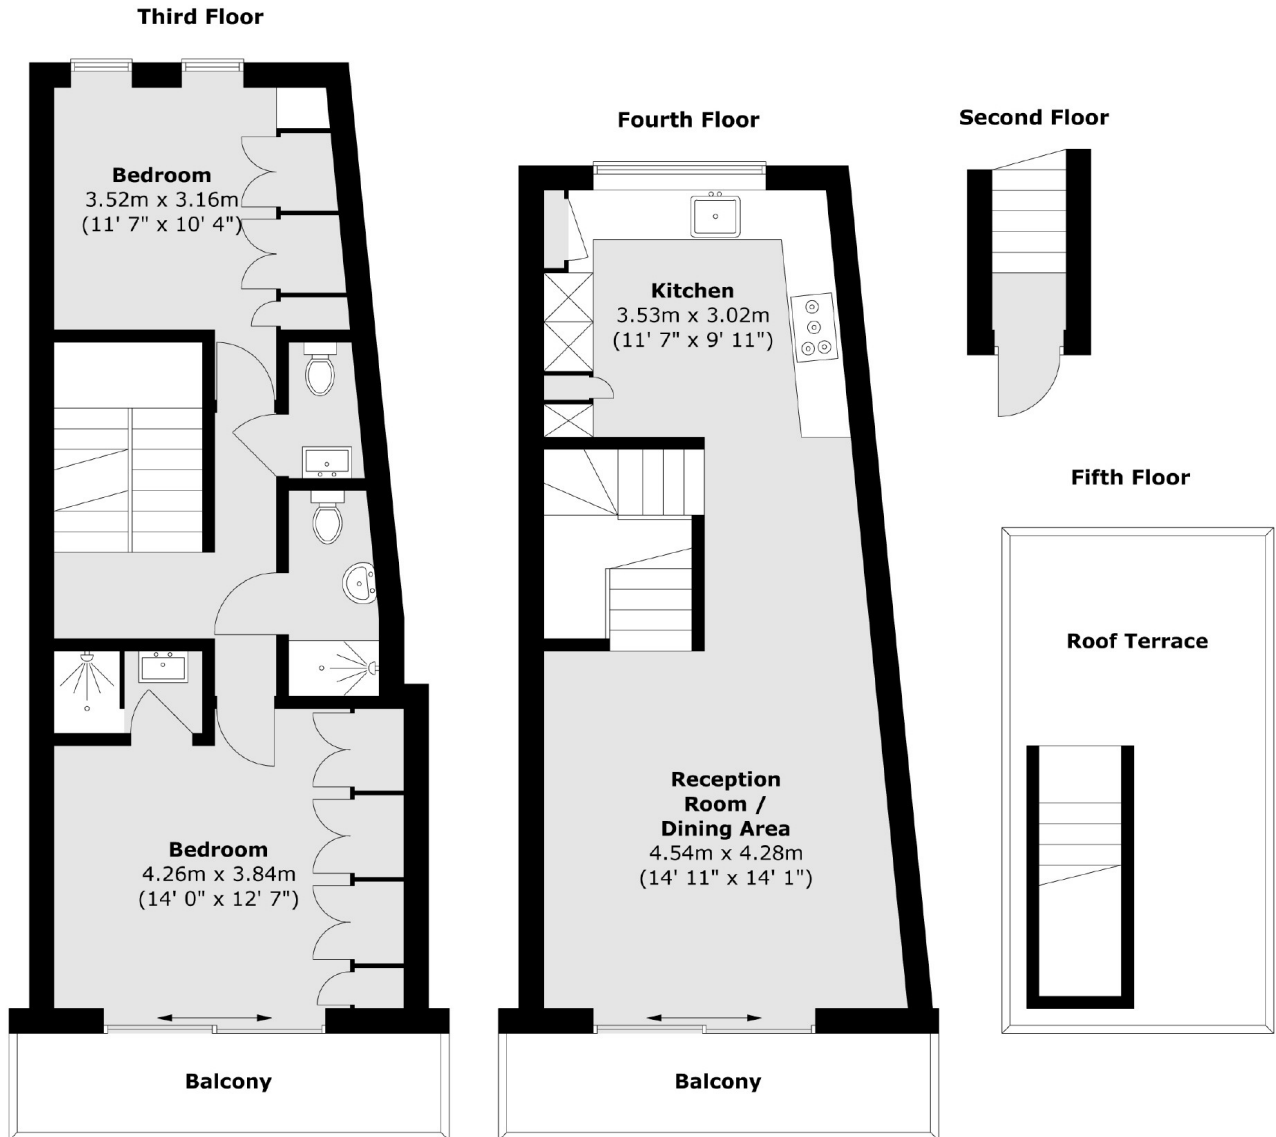 Third Floor
Bedroom
3.52m x 3.16m
(11' 7" x 10' 4")
Bedroom
4.26m x 3.84m
(14' 0" x 12' 7")
Balcony
Fourth Floor
Kitchen
3.53m x 3.02m
(11' 7" x 9' 11")
Reception
Room /
Dining Area
4.54m x 4.28m
(14' 11" x 14' 1")
Balcony
Second Floor
Fifth Floor
Roof Terrace